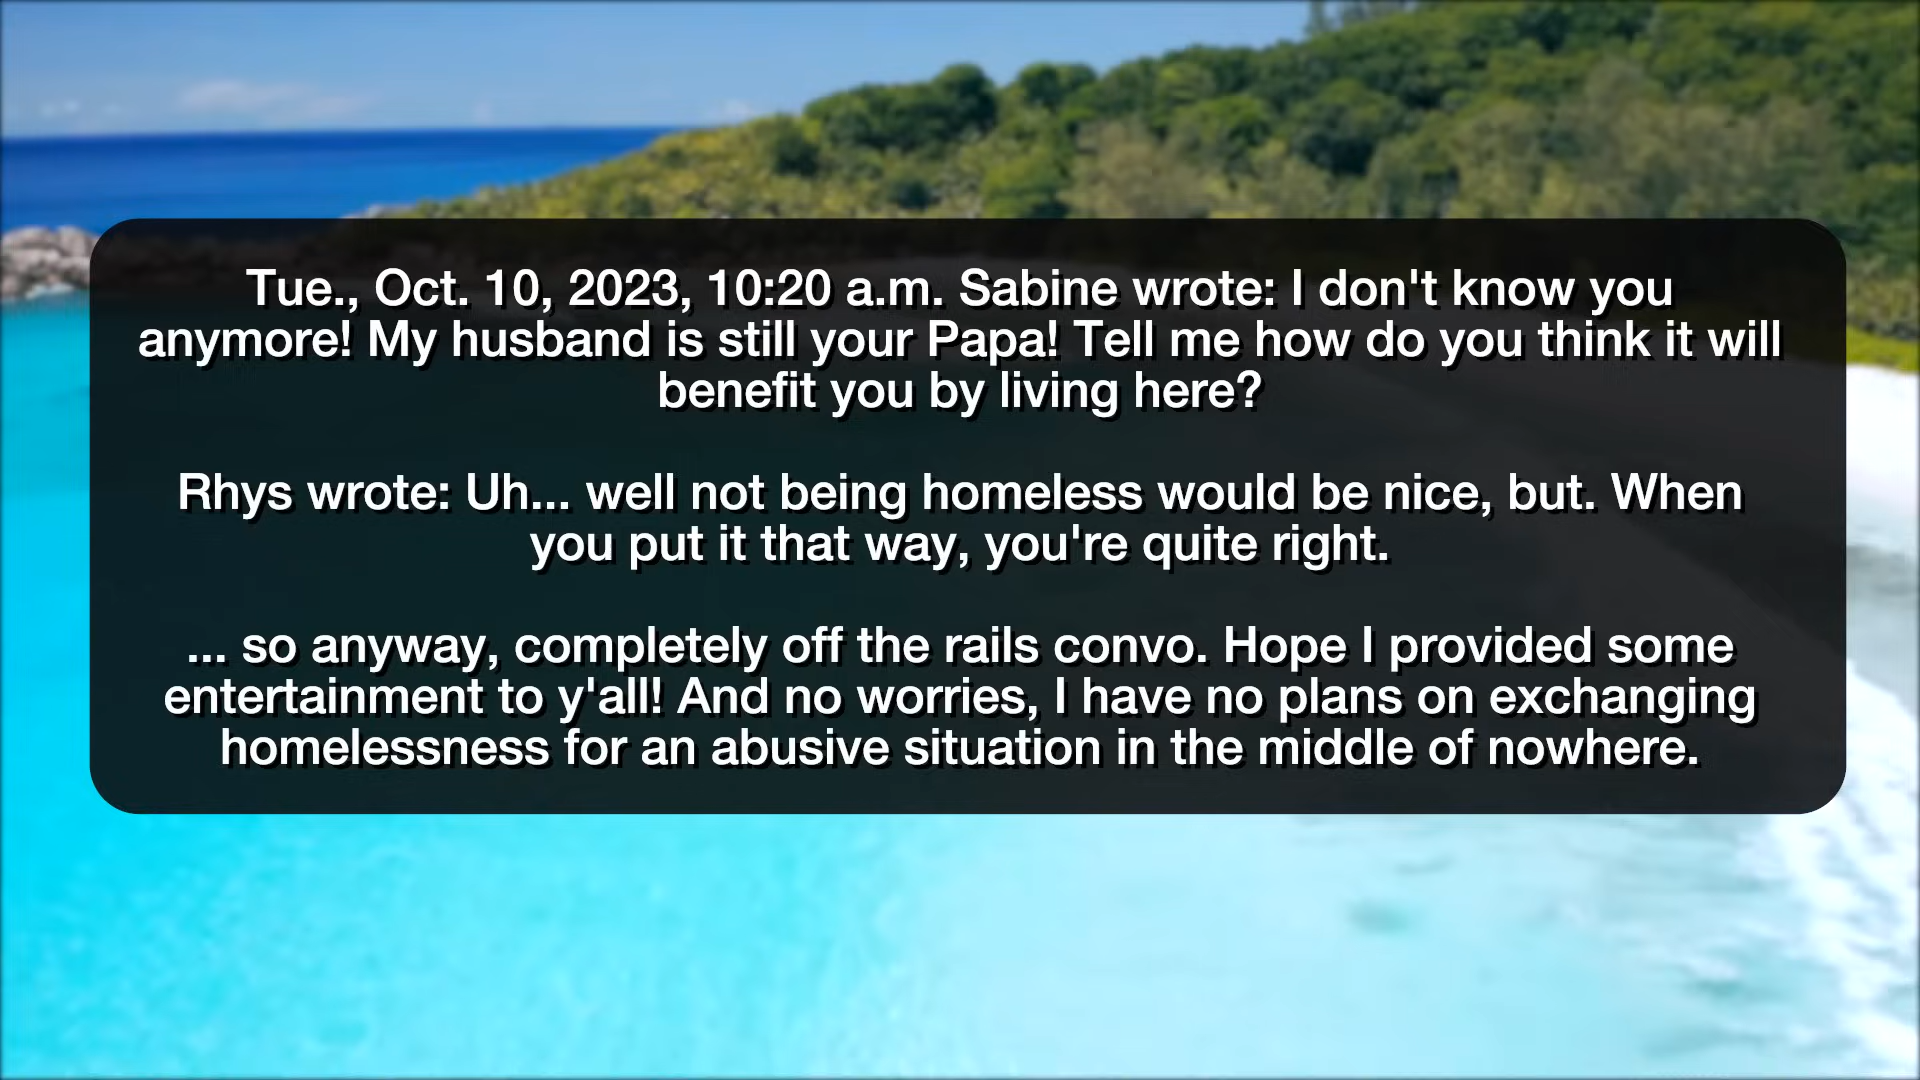 Tue., Oct. 10, 2023, 10:20 a.m. Sabine wrote: I don't know you
anymore! My husband is still your Papa! Tell me how do you think it will
benefit you by living here?
Rhys wrote: Uh... well not being homeless would be nice, but. When
you put it that way, you're quite right.
... so anyway, completely off the rails convo. Hope I provided some
entertainment to y'all! And no worries, I have no plans on exchanging
homelessness for an abusive situation in the middle of nowhere.